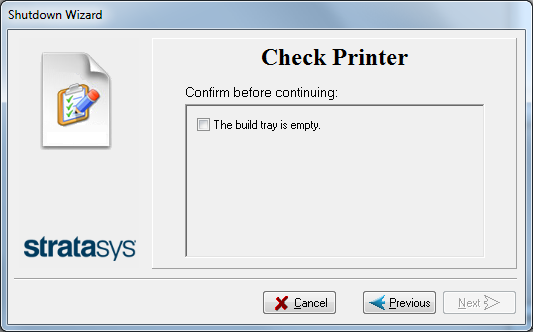 Shutdown Wizard
Check Printer
Confirm before continuing:
The build tray is empty.
stratasys
Cancel
Previous
Next